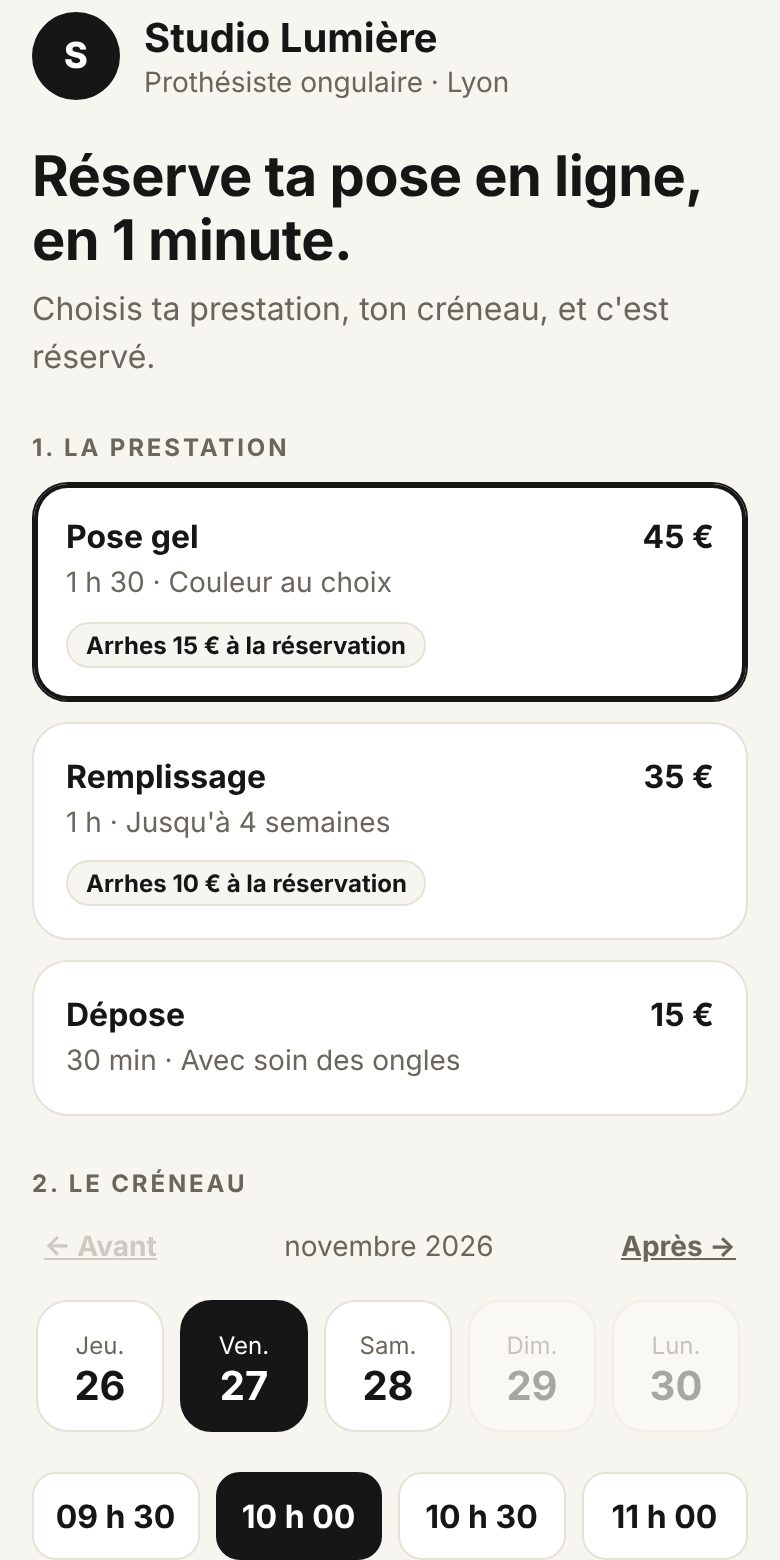 S
Studio Lumière
Prothésiste ongulaire · Lyon
Réserve ta pose en ligne,
en 1 minute.
Choisis ta prestation, ton créneau, et c'est
réservé.
1. LA PRESTATION
Pose gel 45 €
1 h 30 · Couleur au choix
Arrhes 15 € à la réservation
Remplissage 35 €
1 h · Jusqu'à 4 semaines
Arrhes 10 € à la réservation
Dépose 15 €
30 min · Avec soin des ongles
2. LE CRÉNEAU
← Avant novembre 2026 Après →
Jeu. Ven. Sam. Dim. Lun.
26 27 28 29 30
09 h 30 10 h 00 10 h 30 11 h 00